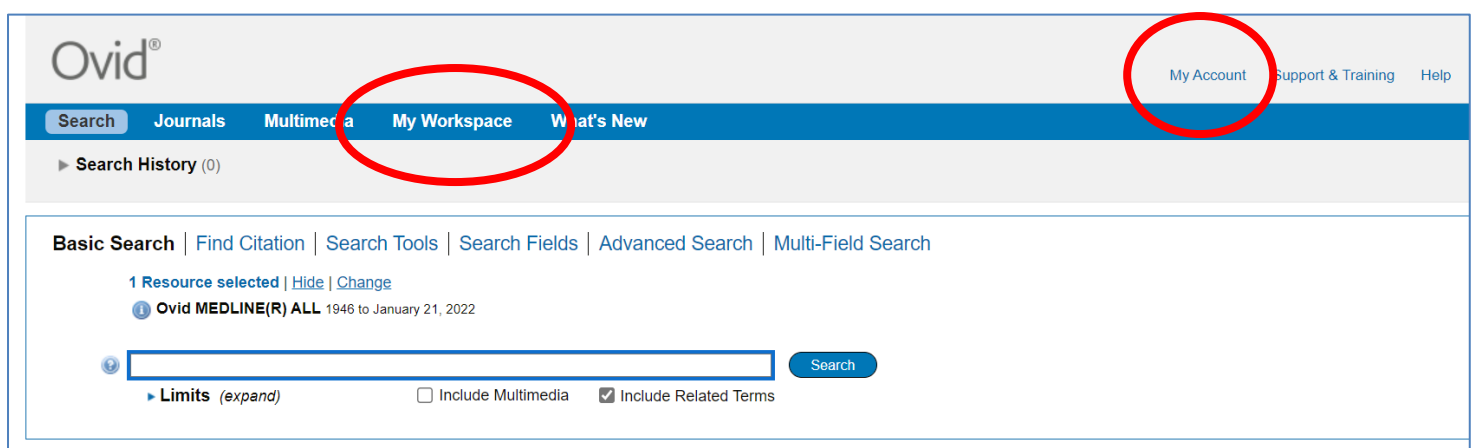 Ovid®
My Account Support & Training Help
Search Journals Multimedia My Workspace What's New
Search History (0)
Basic Search | Find Citation | Search Tools | Search Fields | Advanced Search | Multi-Field Search
1 Resource selected | Hide | Change
Ovid MEDLINE(R) ALL 1946 to January 21, 2022
Search
Limits (expand) Include Multimedia Include Related Terms